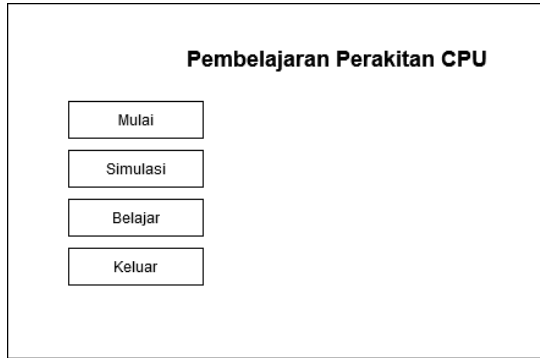 Pembelajaran Perakitan CPU
Mulai
Simulasi
Belajar
Keluar